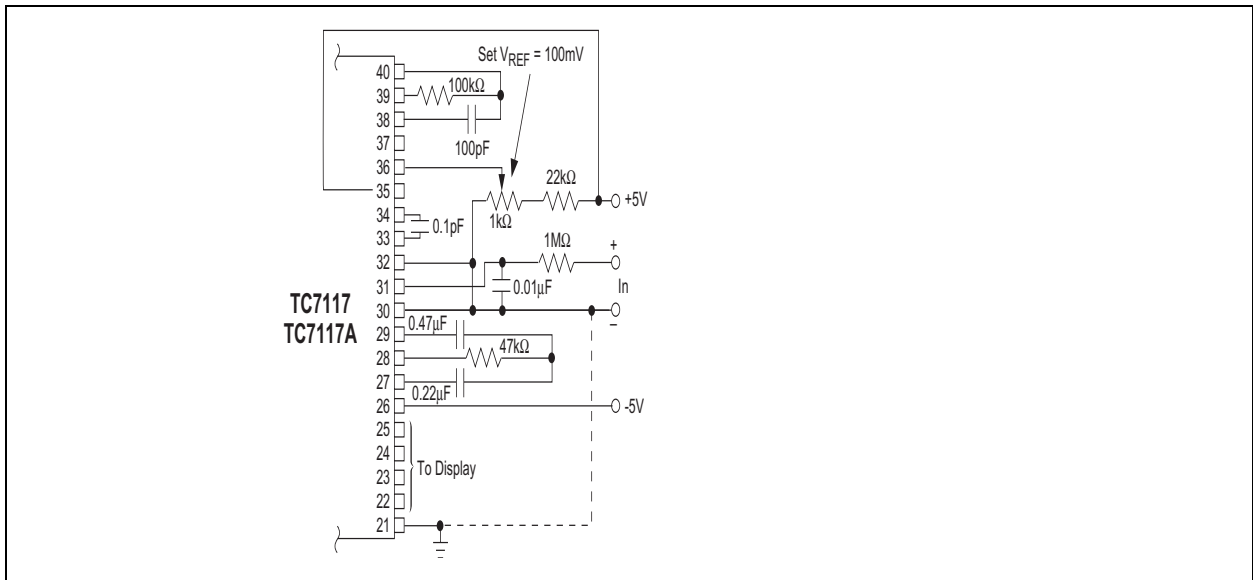 Set VREF = 100mV
40
39
100kΩ
38
37
100pF
36
22kΩ
35
+5V
34
1kΩ
0.1pF
33
1MΩ
+
32
31
0.01µF
In
TC7117
TC7117A
30
–
29
0.47µF
28
47kΩ
27
0.22µF
26
-5V
25
24
To Display
23
22
21